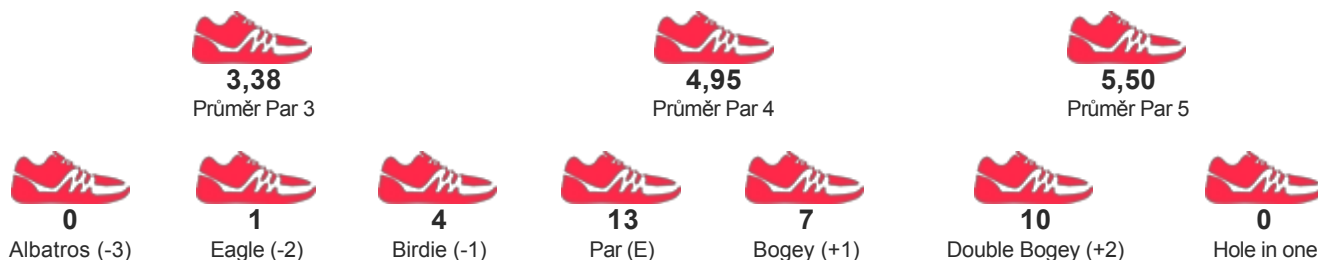 3,38 4,95 5,50
Průměr Par 3 Průměr Par 4 Průměr Par 5
0 1 4 13 7 10 0
Albatros (-3) Eagle (-2) Birdie (-1) Par (E) Bogey (+1) Double Bogey (+2) Hole in one